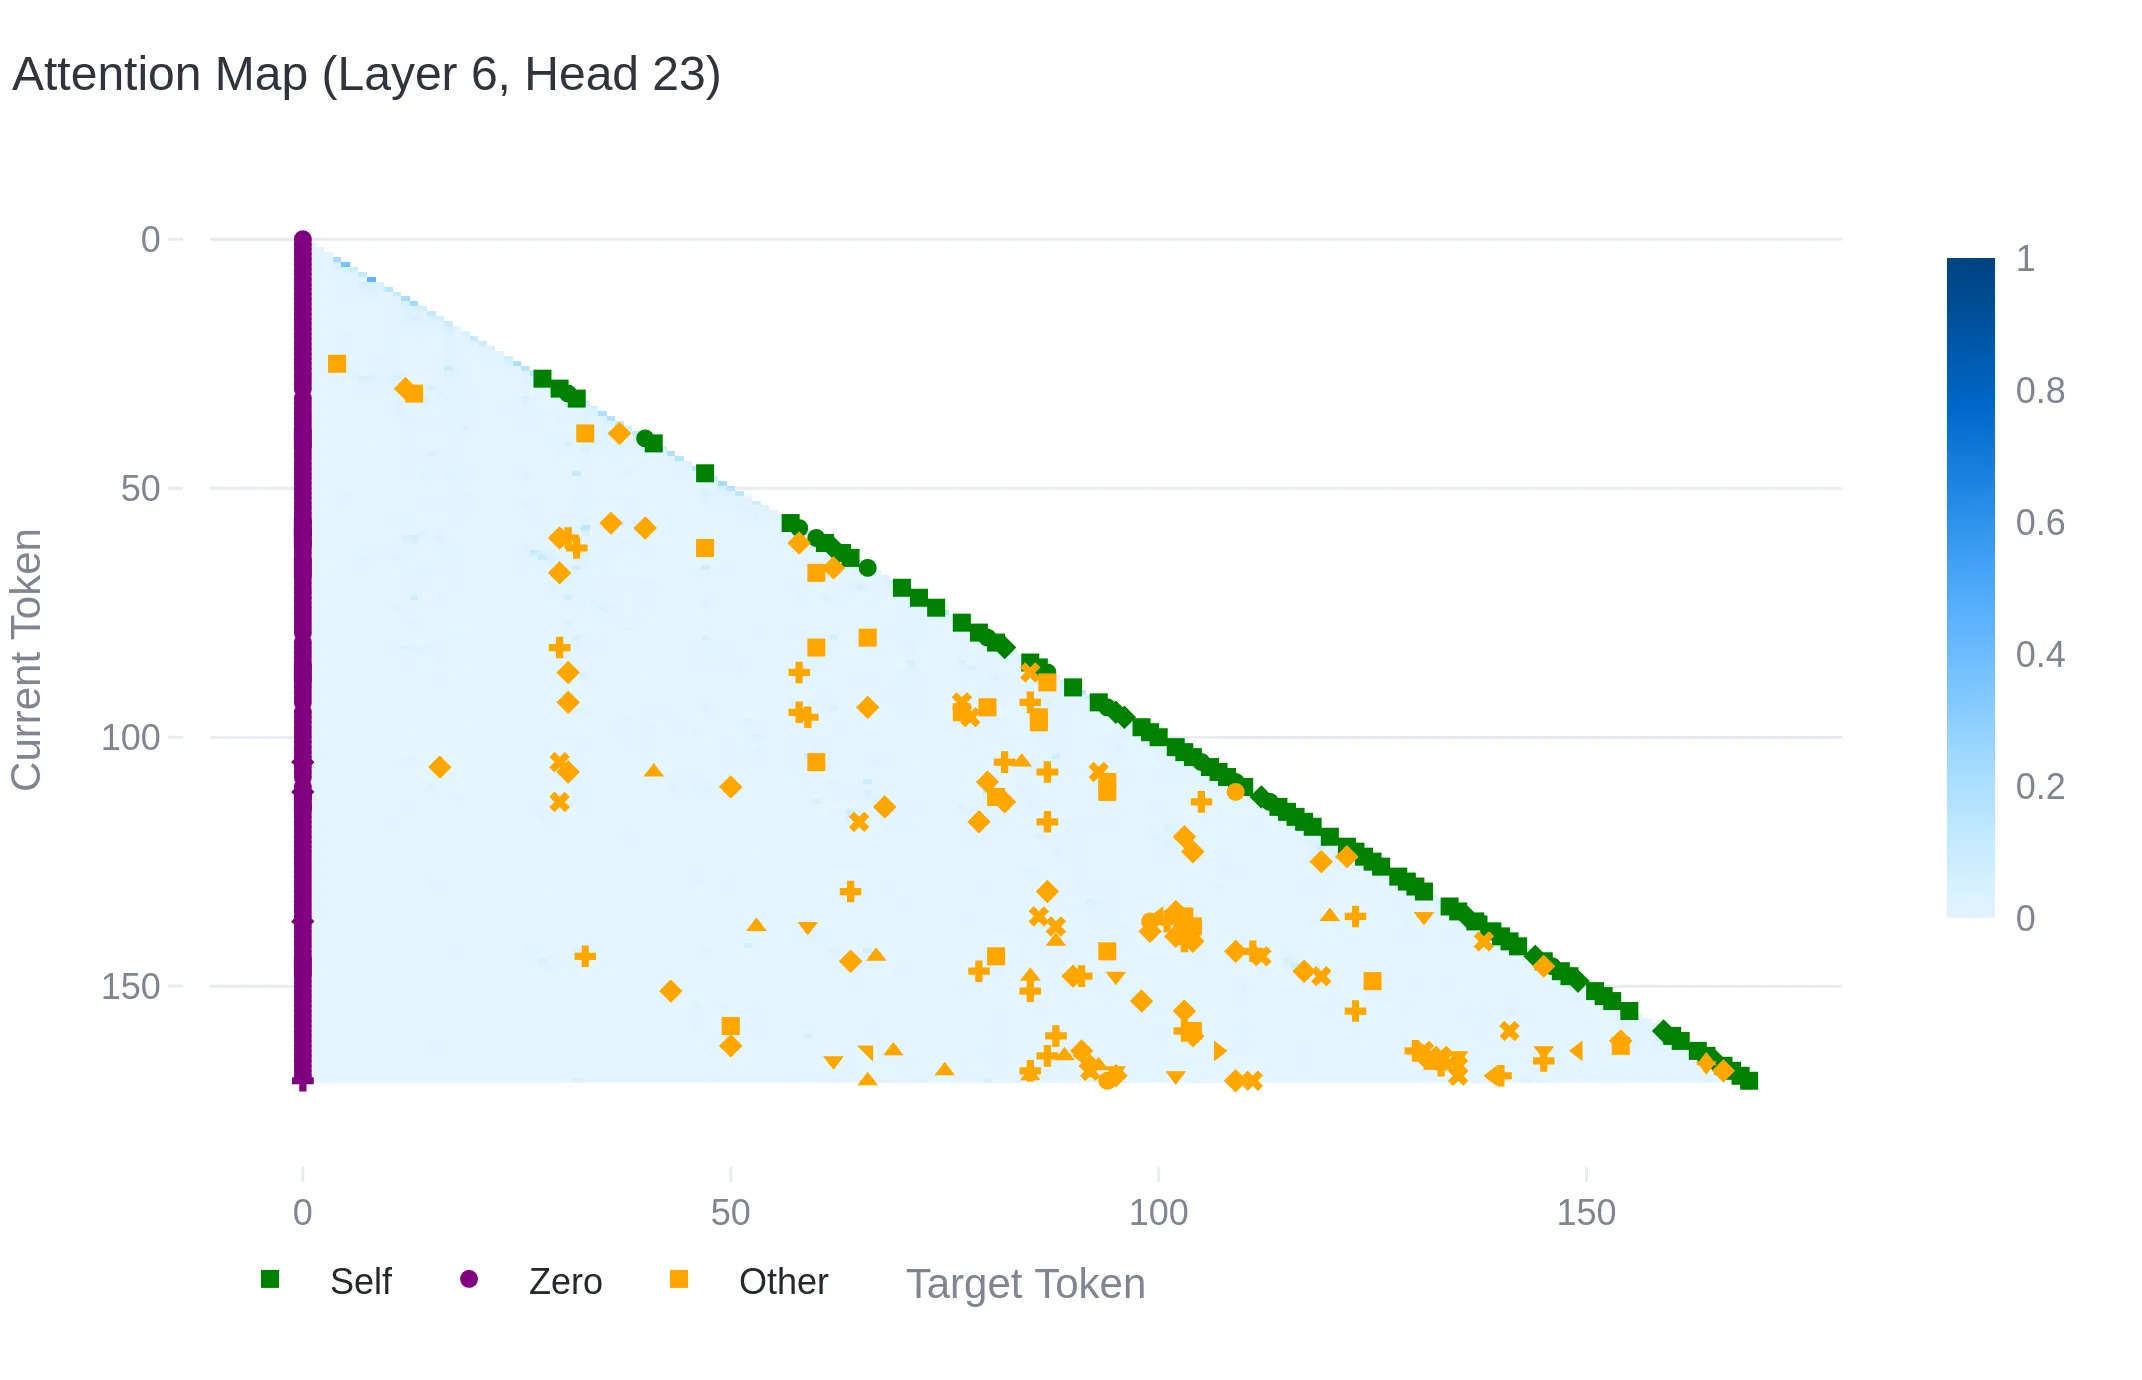 Attention Map (Layer 6, Head 23)
0
50
100
150
Current Token
1
0.8
0.6
0.4
0.2
0
0 50 100 150
Self Zero Other Target Token